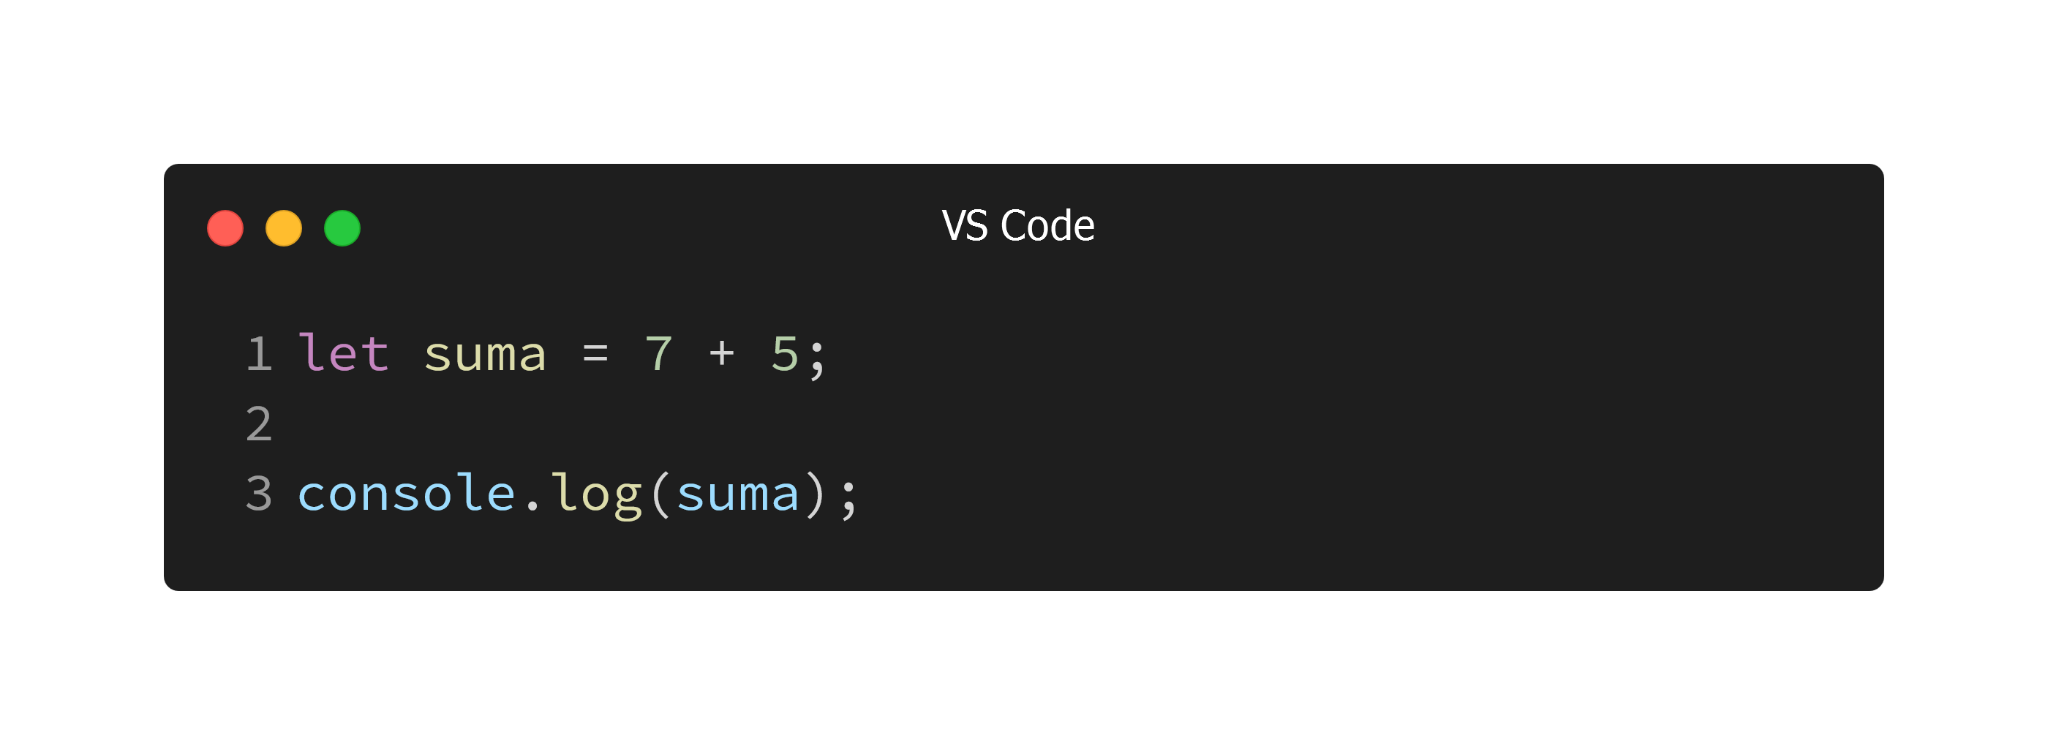 VS Code
1 let suma = 7 + 5;
2
3 console.log(suma);